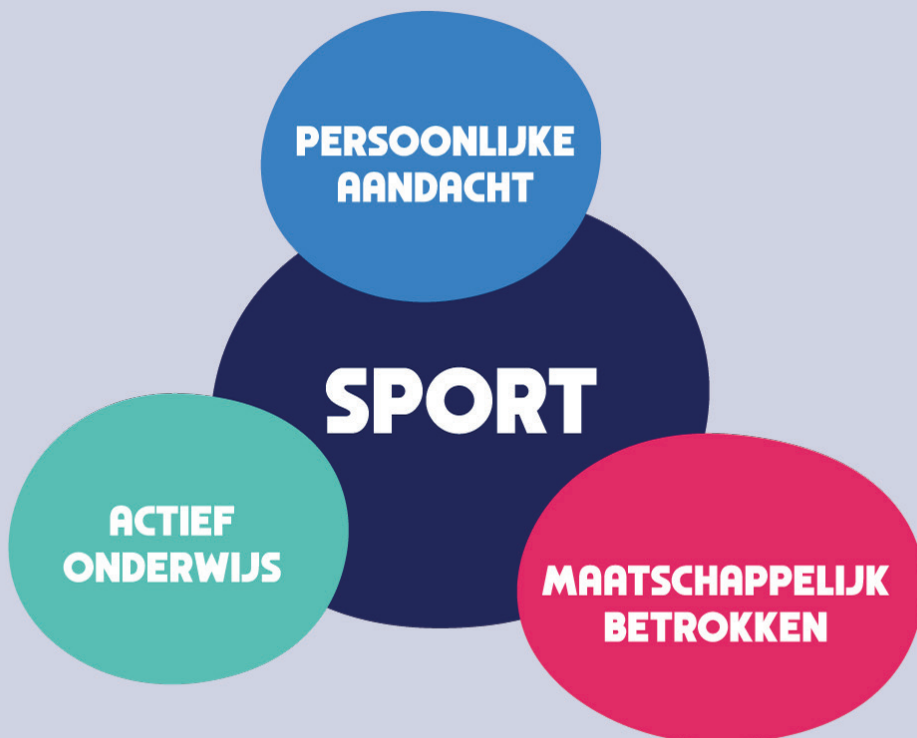 PERSOONLIJKE
AANDACHT
SPORT
ACTIEF
ONDERWIJS
MAATSCHAPPELIJK
BETROKKEN